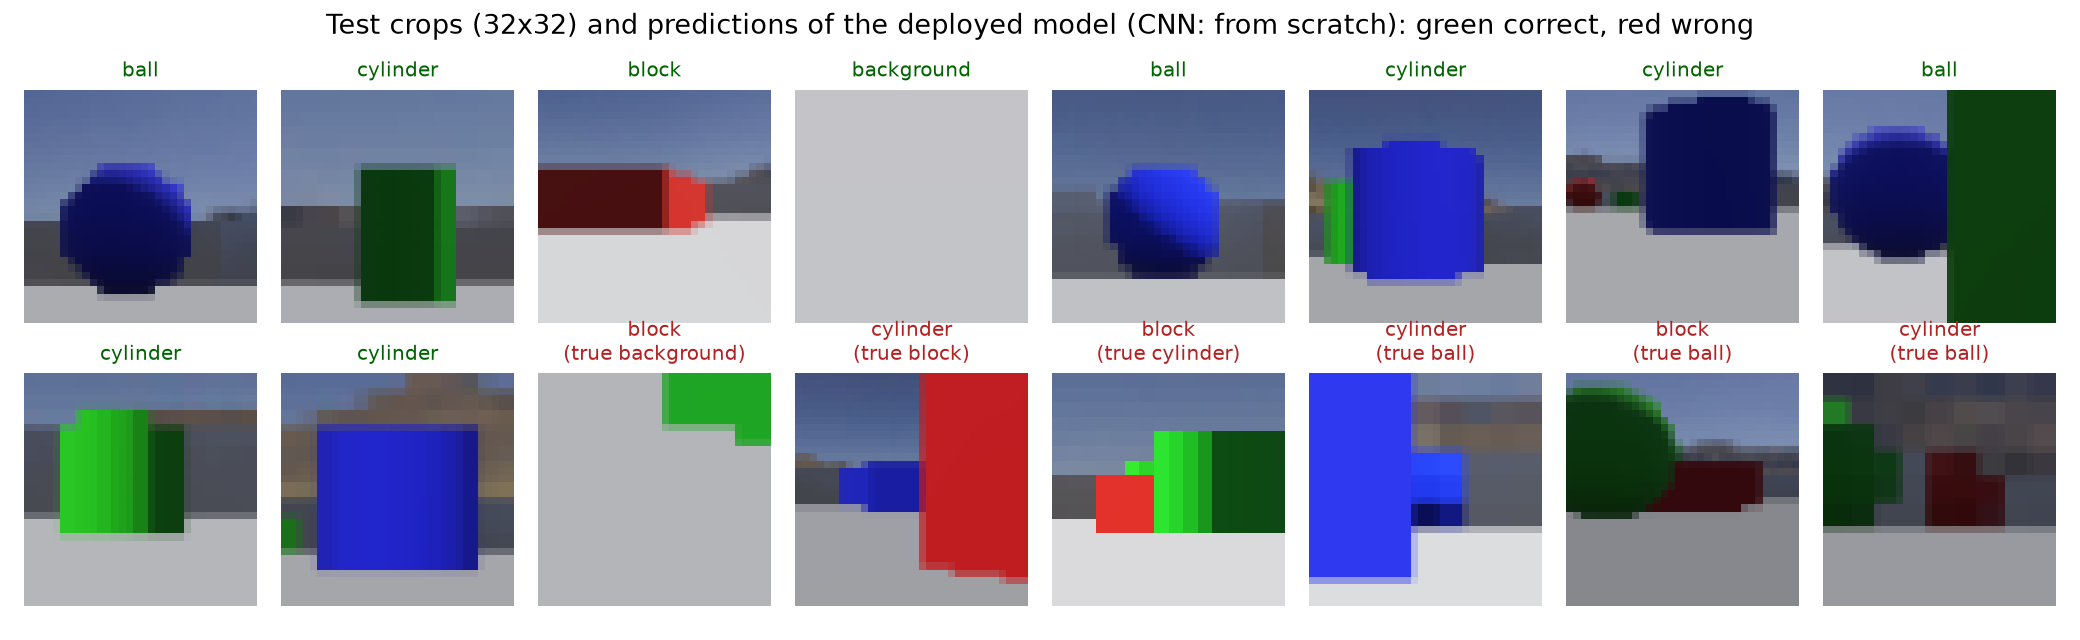 Test crops (32x32) and predictions of the deployed model (CNN: from scratch): green correct, red wrong
ball
cylinder
block
background
ball
cylinder
cylinder
ball
cylinder
cylinder
block
(true background)
cylinder
(true block)
block
(true cylinder)
cylinder
(true ball)
block
(true ball)
cylinder
(true ball)